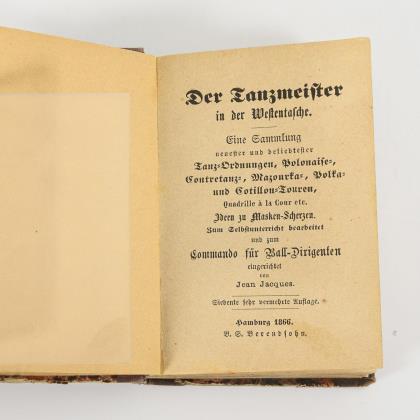 Der Tanzmeister
in der Westentasche.
Eine Sammlung
neuester und beliebtester
Tanz-Ordnungen, Polonaise-,
Contretanz-, Mazourka-, Polka-
und Cotillon-Touren,
Quadrille à la Cour etc.
Ideen zu Masken-Scherzen.
Zum Selbstunterricht bearbeitet
und zum
Commando für Ball-Dirigenten
eingerichtet
von
Jean Jacques.
Siebente sehr vermehrte Auflage.
Hamburg 1866.
B. S. Berendsohn.